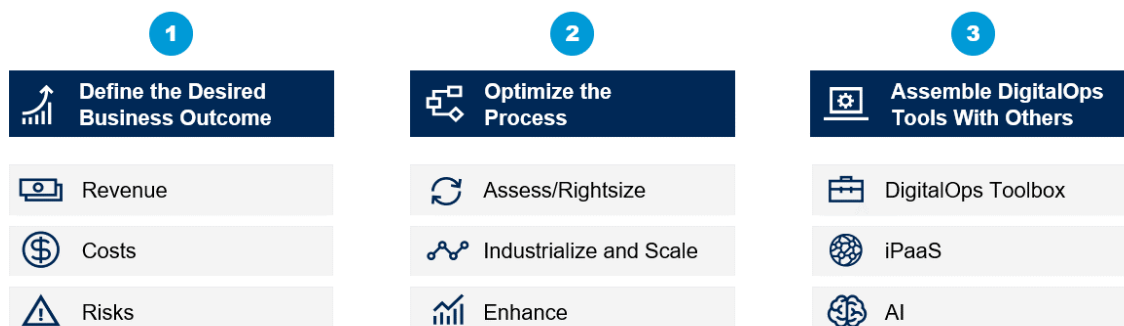 1
Define the Desired
Business Outcome
Revenue
Costs
Risks
2
Optimize the
Process
Assess/Rightsize
Industrialize and Scale
Enhance
3
Assemble DigitalOps
Tools With Others
DigitalOps Toolbox
iPaaS
AI